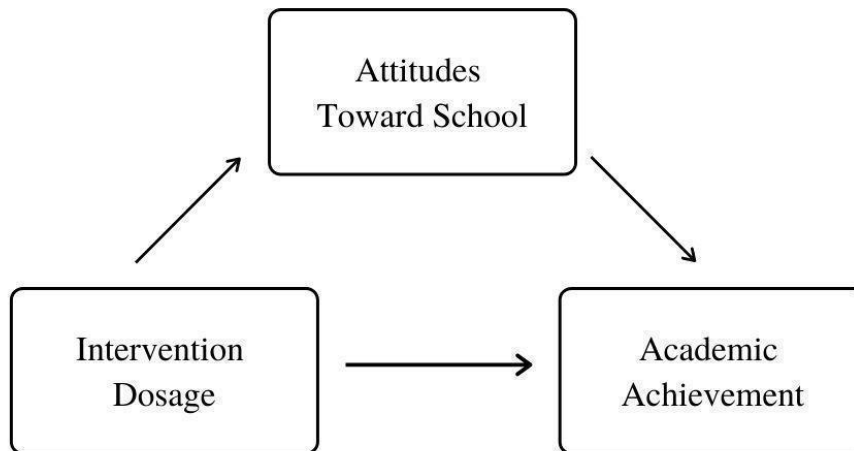 Attitudes
Toward School
Intervention
Dosage
Academic
Achievement